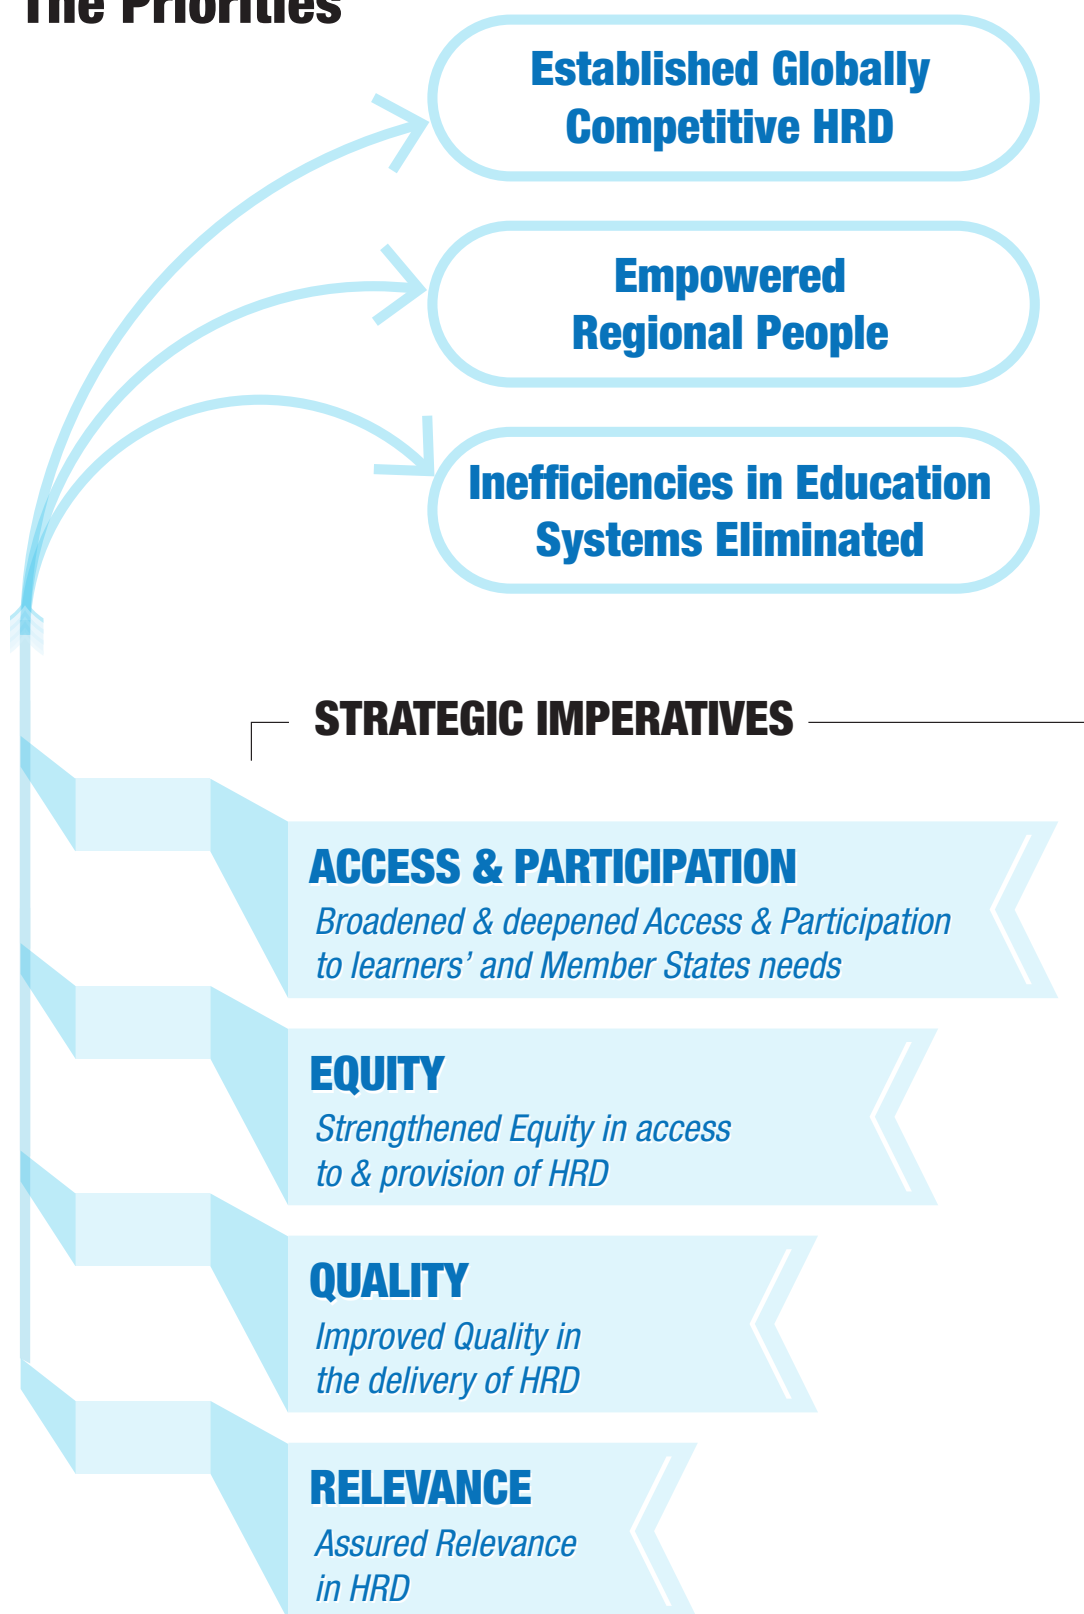 The Priorities
Established Globally
Competitive HRD
Empowered
Regional People
Inefficiencies in Education
Systems Eliminated
STRATEGIC IMPERATIVES
ACCESS & PARTICIPATION
Broadened & deepened Access & Participation
to learners’ and Member States needs
EQUITY
Strengthened Equity in access
to & provision of HRD
QUALITY
Improved Quality in
the delivery of HRD
RELEVANCE
Assured Relevance
in HRD